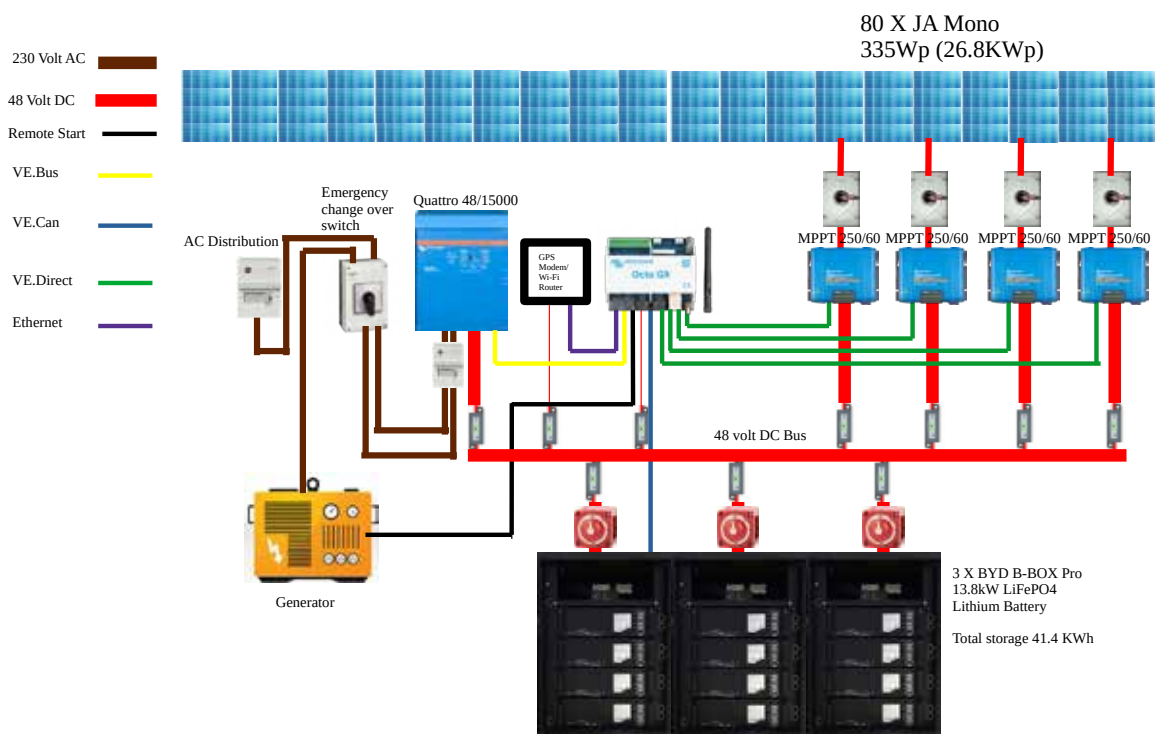 80 X JA Mono
335Wp (26.8KWp)
230 Volt AC
48 Volt DC
Remote Start
VE.Bus
VE.Can
VE.Direct
Ethernet
Emergency
change over
switch
Quattro 48/15000
AC Distribution
GPS
Modem/
Wi-Fi
Router
Octo GX
MPPT 250/60
MPPT 250/60
MPPT 250/60
MPPT 250/60
48 volt DC Bus
Generator
3 X BYD B-BOX Pro
13.8kW LiFePO4
Lithium Battery
Total storage 41.4 KWh